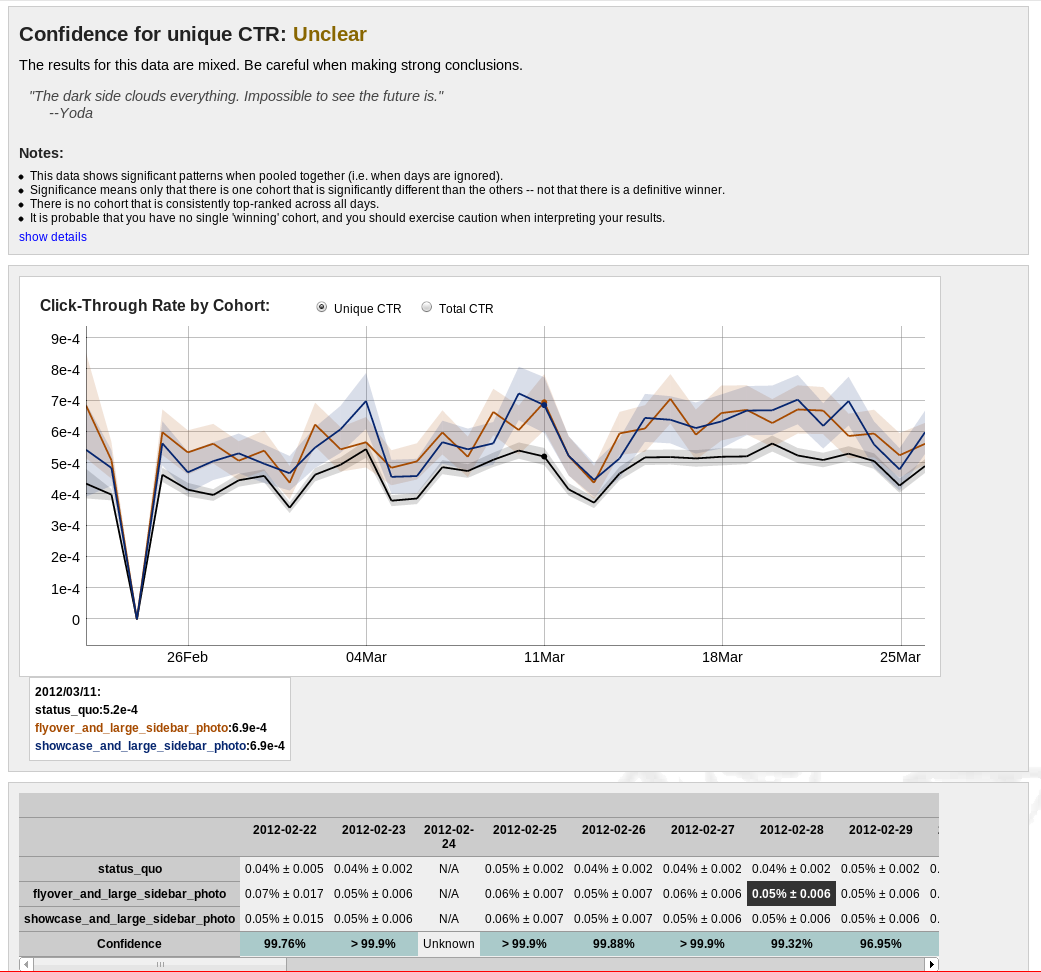 Confidence for unique CTR: Unclear
The results for this data are mixed. Be careful when making strong conclusions.
"The dark side clouds everything. Impossible to see the future is."
--Yoda
Notes:
This data shows significant patterns when pooled together (i.e. when days are ignored).
Significance means only that there is one cohort that is significantly different than the others -- not that there is a definitive winner.
There is no cohort that is consistently top-ranked across all days.
It is probable that you have no single 'winning' cohort, and you should exercise caution when interpreting your results.
show details
Click-Through Rate by Cohort: Unique CTR Total CTR
9e-4
8e-4
7e-4
6e-4
5e-4
4e-4
3e-4
2e-4
1e-4
0
26Feb 04Mar 11Mar 18Mar 25Mar
2012/03/11:
status_quo:5.2e-4
flyover_and_large_sidebar_photo:6.9e-4
showcase_and_large_sidebar_photo:6.9e-4
2012-02-22 2012-02-23 2012-02-24 2012-02-25 2012-02-26 2012-02-27 2012-02-28 2012-02-29
status_quo 0.04% ± 0.005 0.04% ± 0.002 N/A 0.05% ± 0.002 0.04% ± 0.002 0.04% ± 0.002 0.04% ± 0.002 0.05% ± 0.002 0.
flyover_and_large_sidebar_photo 0.07% ± 0.017 0.05% ± 0.006 N/A 0.06% ± 0.007 0.05% ± 0.007 0.06% ± 0.006 0.05% ± 0.006 0.05% ± 0.006 0.
showcase_and_large_sidebar_photo 0.05% ± 0.015 0.05% ± 0.006 N/A 0.06% ± 0.007 0.05% ± 0.007 0.05% ± 0.006 0.05% ± 0.006 0.05% ± 0.006 0.
Confidence 99.76% > 99.9% Unknown > 99.9% 99.88% > 99.9% 99.32% 96.95%